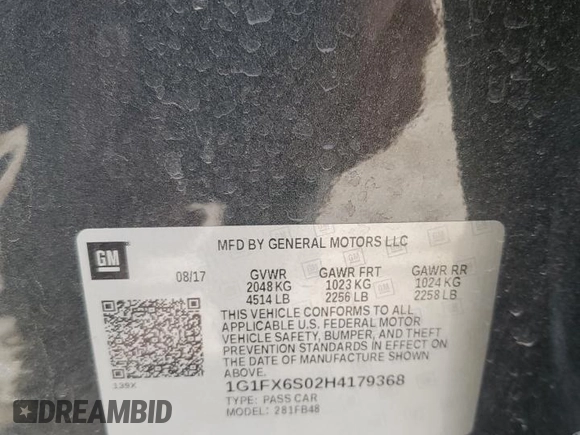 MFD BY GENERAL MOTORS LLC
GM
08/17 GVWR GAWR FRT GAWR RR
2048 KG 1023 KG 1024 KG
4514 LB 2256 LB 2258 LB
THIS VEHICLE CONFORMS TO ALL
APPLICABLE U.S. FEDERAL MOTOR
VEHICLE SAFETY, BUMPER, AND THEFT
PREVENTION STANDARDS IN EFFECT ON
THE DATE OF MANUFACTURE SHOWN
ABOVE.
139X
1G1FX6S02H4179368
TYPE: PASS CAR
MODEL: 281FB48
DREAMBID